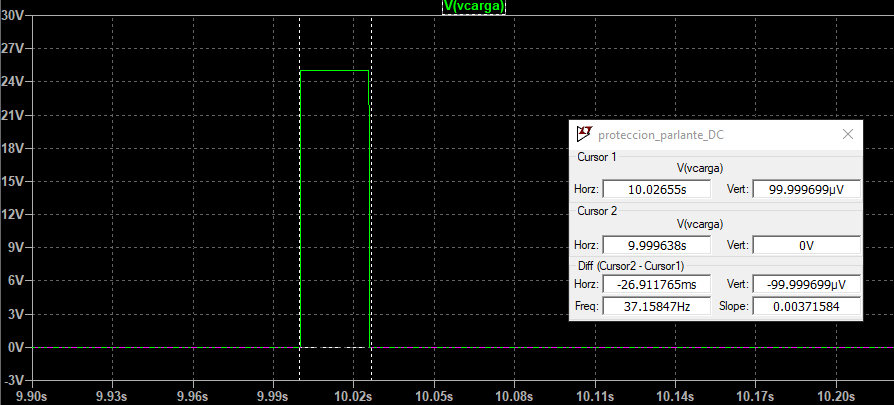 V(vcarga)
30V
27V
24V
21V
18V
15V
12V
9V
6V
3V
0V
-3V
9.90s 9.93s 9.96s 9.99s 10.02s 10.05s 10.08s 10.11s 10.14s 10.17s 10.20s
proteccion_parlante_DC
Cursor 1
V(vcarga)
Horz: 10.02655s Vert: 99.999699µV
Cursor 2
V(vcarga)
Horz: 9.999638s Vert: 0V
Diff (Cursor2 - Cursor1)
Horz: -26.911765ms Vert: -99.999699µV
Freq: 37.15847Hz Slope: 0.00371584